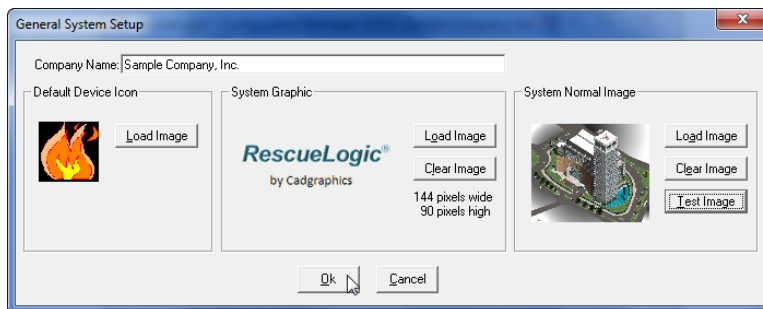 General System Setup
Company Name: Sample Company, Inc.
Default Device Icon
Load Image
System Graphic
RescueLogic®
by Cadgraphics
Load Image
Clear Image
144 pixels wide
90 pixels high
System Normal Image
Load Image
Clear Image
Test Image
Ok
Cancel